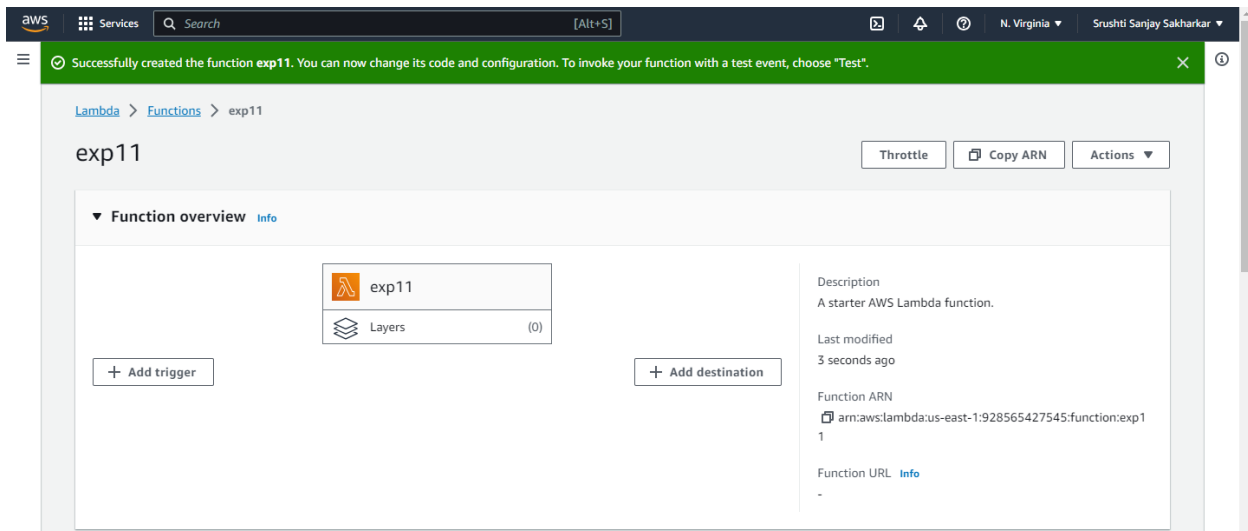 aws Services Search [Alt+S] N. Virginia ▼ Srushti Sanjay Sakharkar ▼
Successfully created the function exp11. You can now change its code and configuration. To invoke your function with a test event, choose "Test".
Lambda > Functions > exp11
exp11
Throttle Copy ARN Actions ▼
▼ Function overview Info
exp11
Layers (0)
+ Add trigger
+ Add destination
Description
A starter AWS Lambda function.
Last modified
3 seconds ago
Function ARN
arn:aws:lambda:us-east-1:928565427545:function:exp1
1
Function URL Info
-